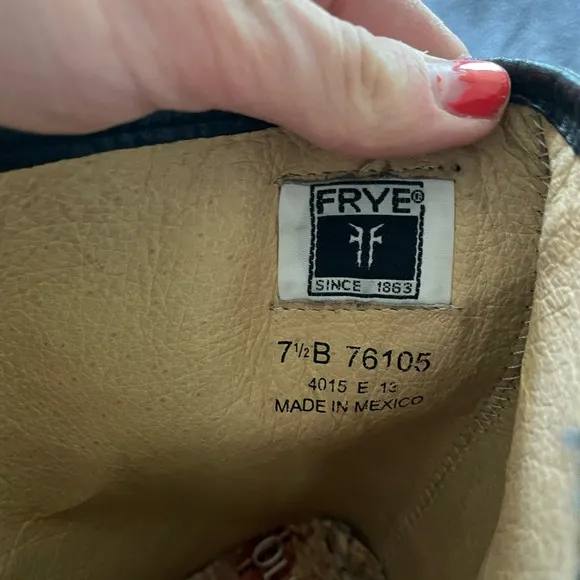 FRYE®
SINCE 1863
7½B 76105
4015 E 13
MADE IN MEXICO